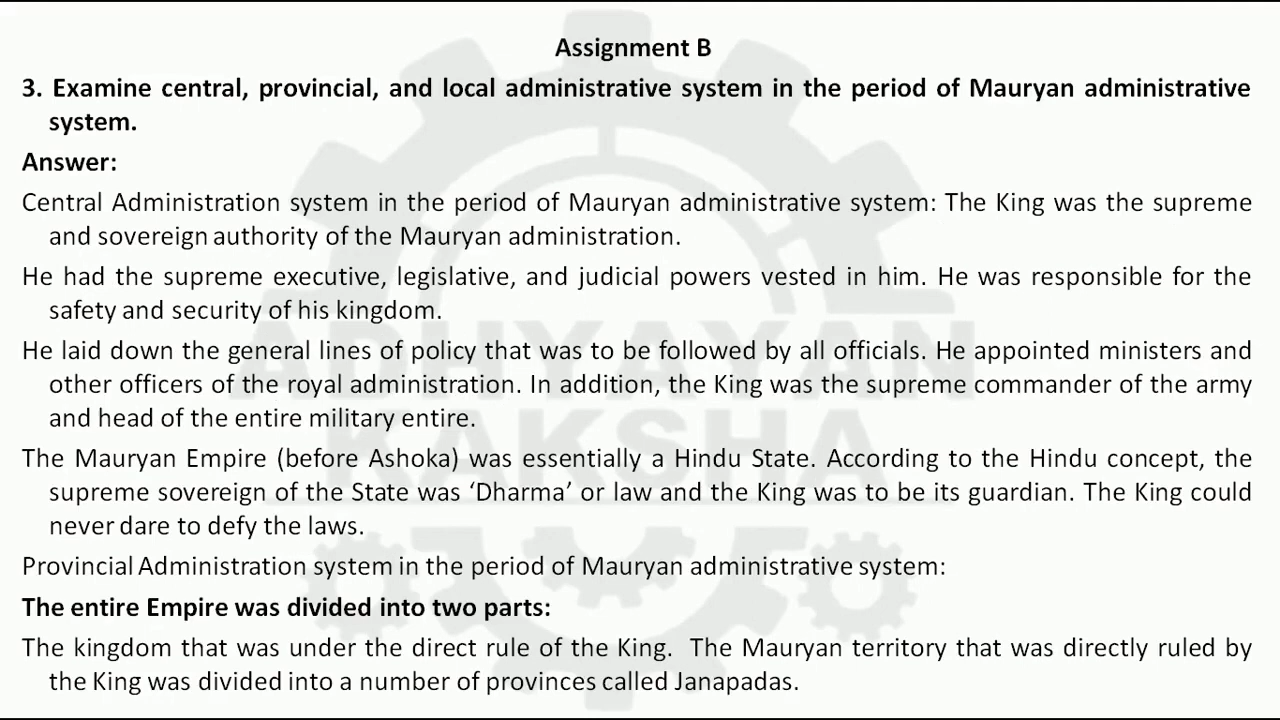 Assignment B
3. Examine central, provincial, and local administrative system in the period of Mauryan administrative
system.
Answer:
Central Administration system in the period of Mauryan administrative system: The King was the supreme
and sovereign authority of the Mauryan administration.
He had the supreme executive, legislative, and judicial powers vested in him. He was responsible for the
safety and security of his kingdom.
He laid down the general lines of policy that was to be followed by all officials. He appointed ministers and
other officers of the royal administration. In addition, the King was the supreme commander of the army
and head of the entire military entire.
The Mauryan Empire (before Ashoka) was essentially a Hindu State. According to the Hindu concept, the
supreme sovereign of the State was ‘Dharma’ or law and the King was to be its guardian. The King could
never dare to defy the laws.
Provincial Administration system in the period of Mauryan administrative system:
The entire Empire was divided into two parts:
The kingdom that was under the direct rule of the King. The Mauryan territory that was directly ruled by
the King was divided into a number of provinces called Janapadas.
ADHYAYAN
KAKSHA